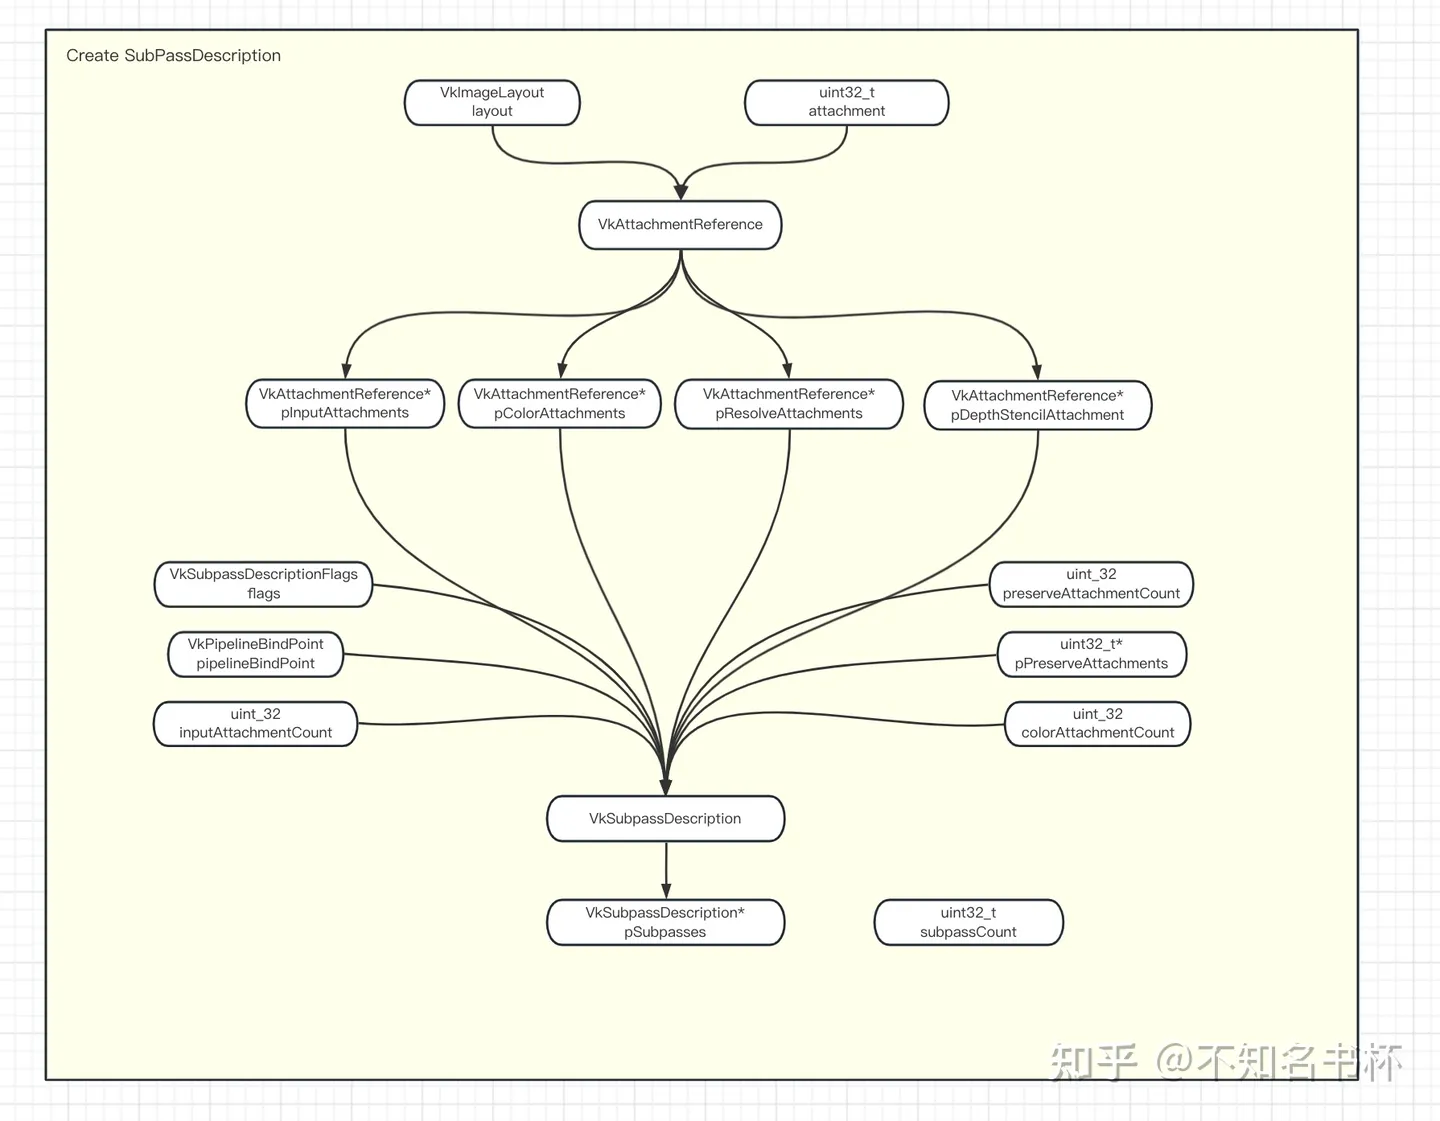 Create SubPassDescription
VkImageLayout
layout
uint32_t
attachment
VkAttachmentReference
VkAttachmentReference*
pInputAttachments
VkAttachmentReference*
pColorAttachments
VkAttachmentReference*
pResolveAttachments
VkAttachmentReference*
pDepthStencilAttachment
VkSubpassDescriptionFlags
flags
uint_32
preserveAttachmentCount
VkPipelineBindPoint
pipelineBindPoint
uint32_t*
pPreserveAttachments
uint_32
inputAttachmentCount
uint_32
colorAttachmentCount
VkSubpassDescription
VkSubpassDescription*
pSubpasses
uint32_t
subpassCount
知乎 @不知名书杯